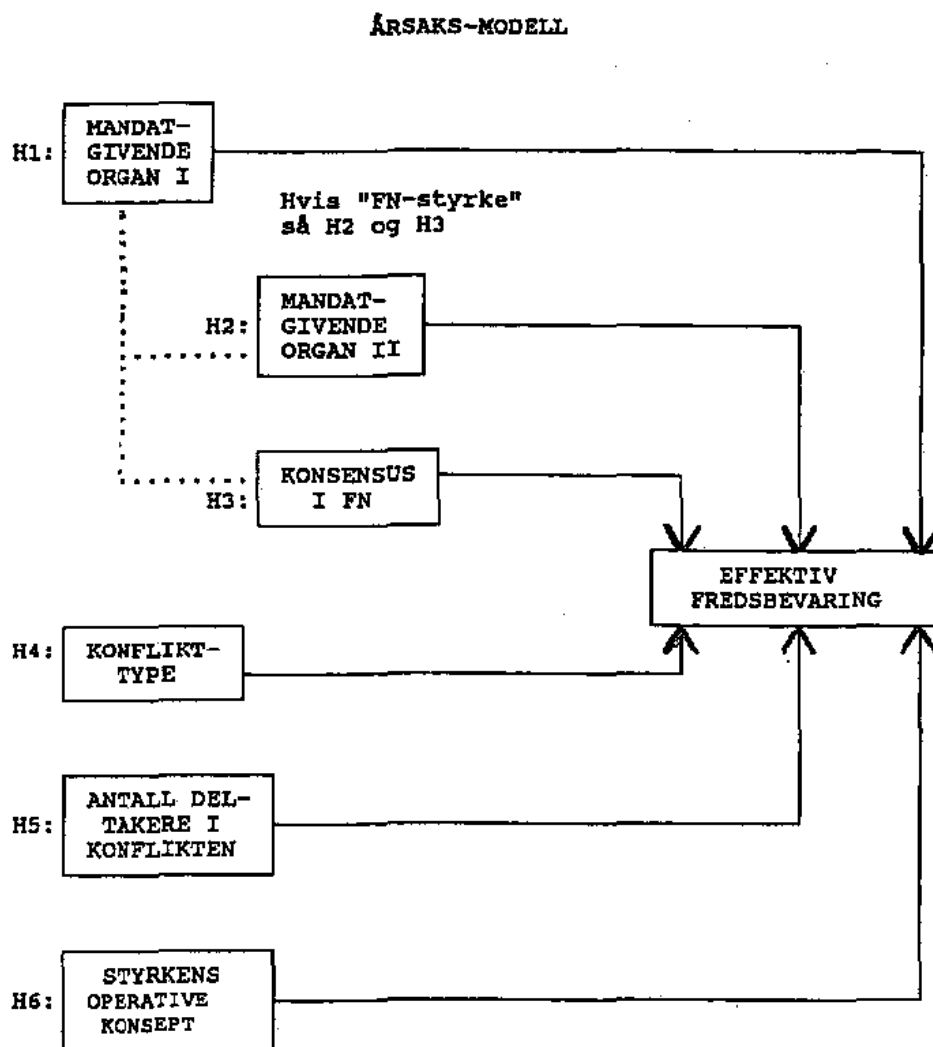 ÅRSAKS-MODELL
H1:
MANDAT-
GIVENDE
ORGAN I
Hvis "FN-styrke"
så H2 og H3
H2:
MANDAT-
GIVENDE
ORGAN II
H3:
KONSENSUS
I FN
EFFEKTIV
FREDSBEVARING
H4:
KONFLIKT-
TYPE
H5:
ANTALL DEL-
TAKERE I
KONFLIKTEN
H6:
STYRKENS
OPERATIVE
KONSEPT